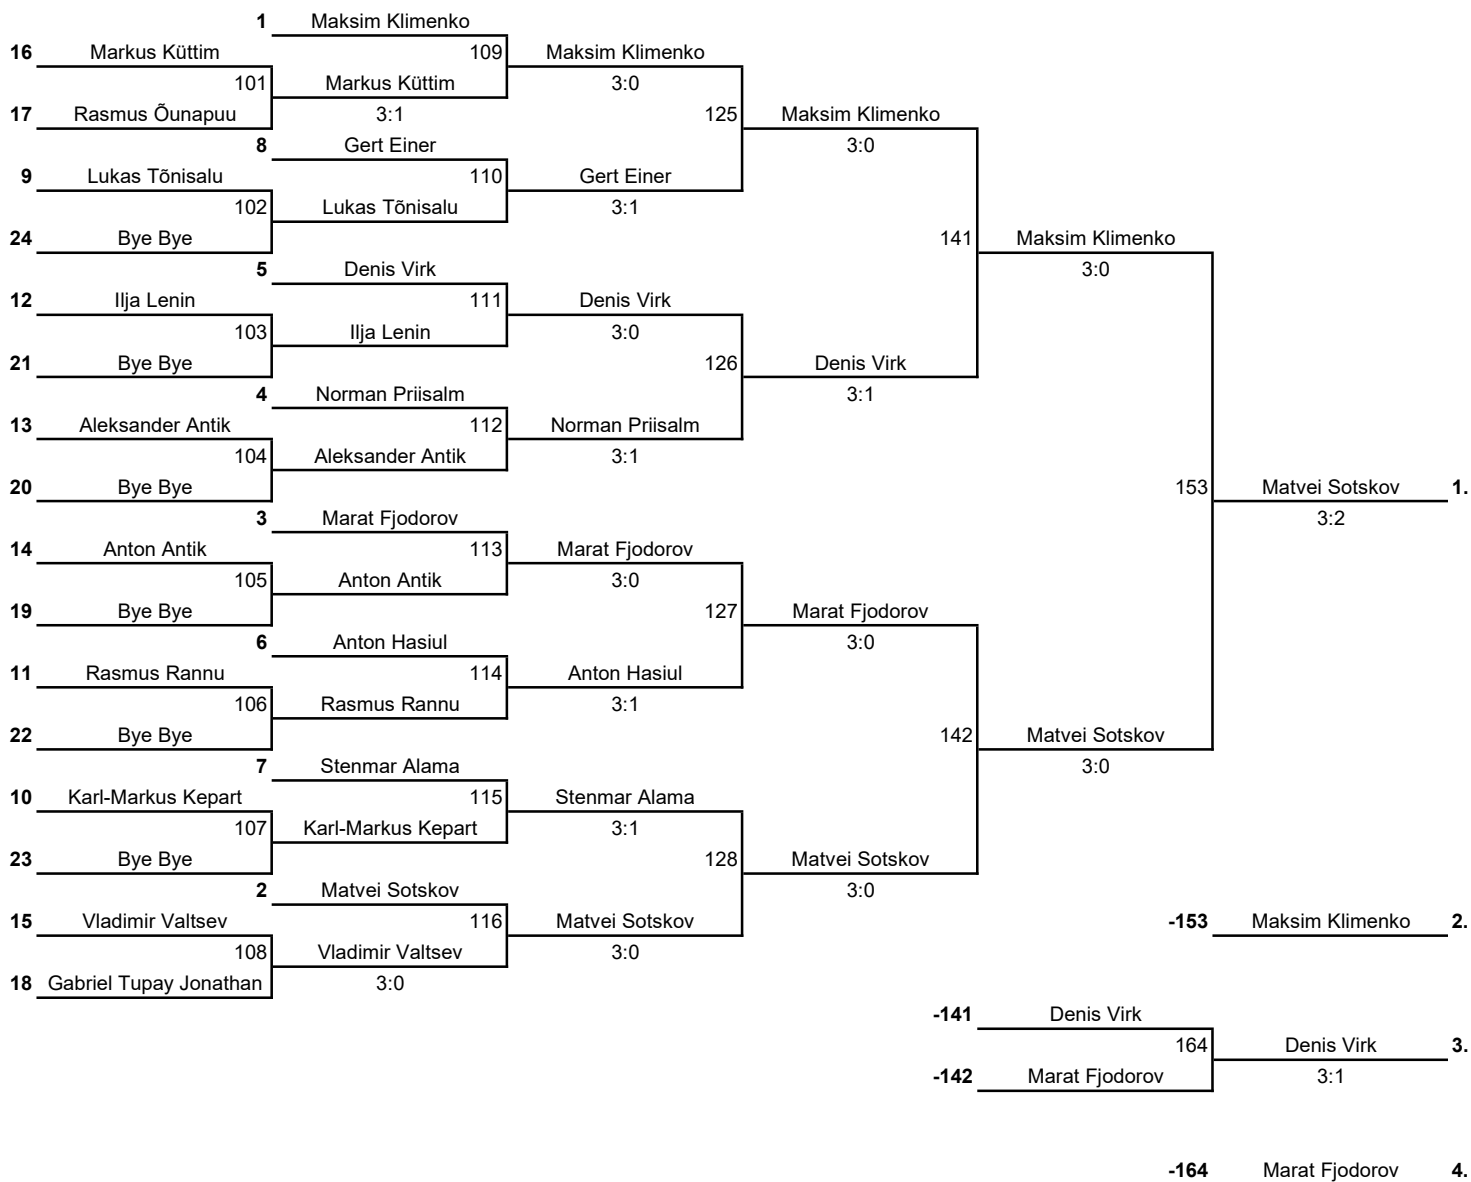 1 Maksim Klimenko
16 Markus Küttim 109 Maksim Klimenko
101 Markus Küttim 3:0
17 Rasmus Õunapuu 3:1 125 Maksim Klimenko
8 Gert Einer 3:0
9 Lukas Tõnisalu 110 Gert Einer
102 Lukas Tõnisalu 3:1
24 Bye Bye 141 Maksim Klimenko
5 Denis Virk 3:0
12 Ilja Lenin 111 Denis Virk
103 Ilja Lenin 3:0
21 Bye Bye 126 Denis Virk
4 Norman Priisalm 3:1
13 Aleksander Antik 112 Norman Priisalm
104 Aleksander Antik 3:1
20 Bye Bye 153 Matvei Sotskov 1.
3 Marat Fjodorov 3:2
14 Anton Antik 113 Marat Fjodorov
105 Anton Antik 3:0
19 Bye Bye 127 Marat Fjodorov
6 Anton Hasiul 3:0
11 Rasmus Rannu 114 Anton Hasiul
106 Rasmus Rannu 3:1
22 Bye Bye 142 Matvei Sotskov
7 Stenmar Alama 3:0
10 Karl-Markus Kepart 115 Stenmar Alama
107 Karl-Markus Kepart 3:1
23 Bye Bye 128 Matvei Sotskov
2 Matvei Sotskov 3:0
15 Vladimir Valtsev 116 Matvei Sotskov -153 Maksim Klimenko 2.
108 Vladimir Valtsev 3:0
18 Gabriel Tupay Jonathan 3:0
-141 Denis Virk
164 Denis Virk 3.
-142 Marat Fjodorov 3:1
-164 Marat Fjodorov 4.